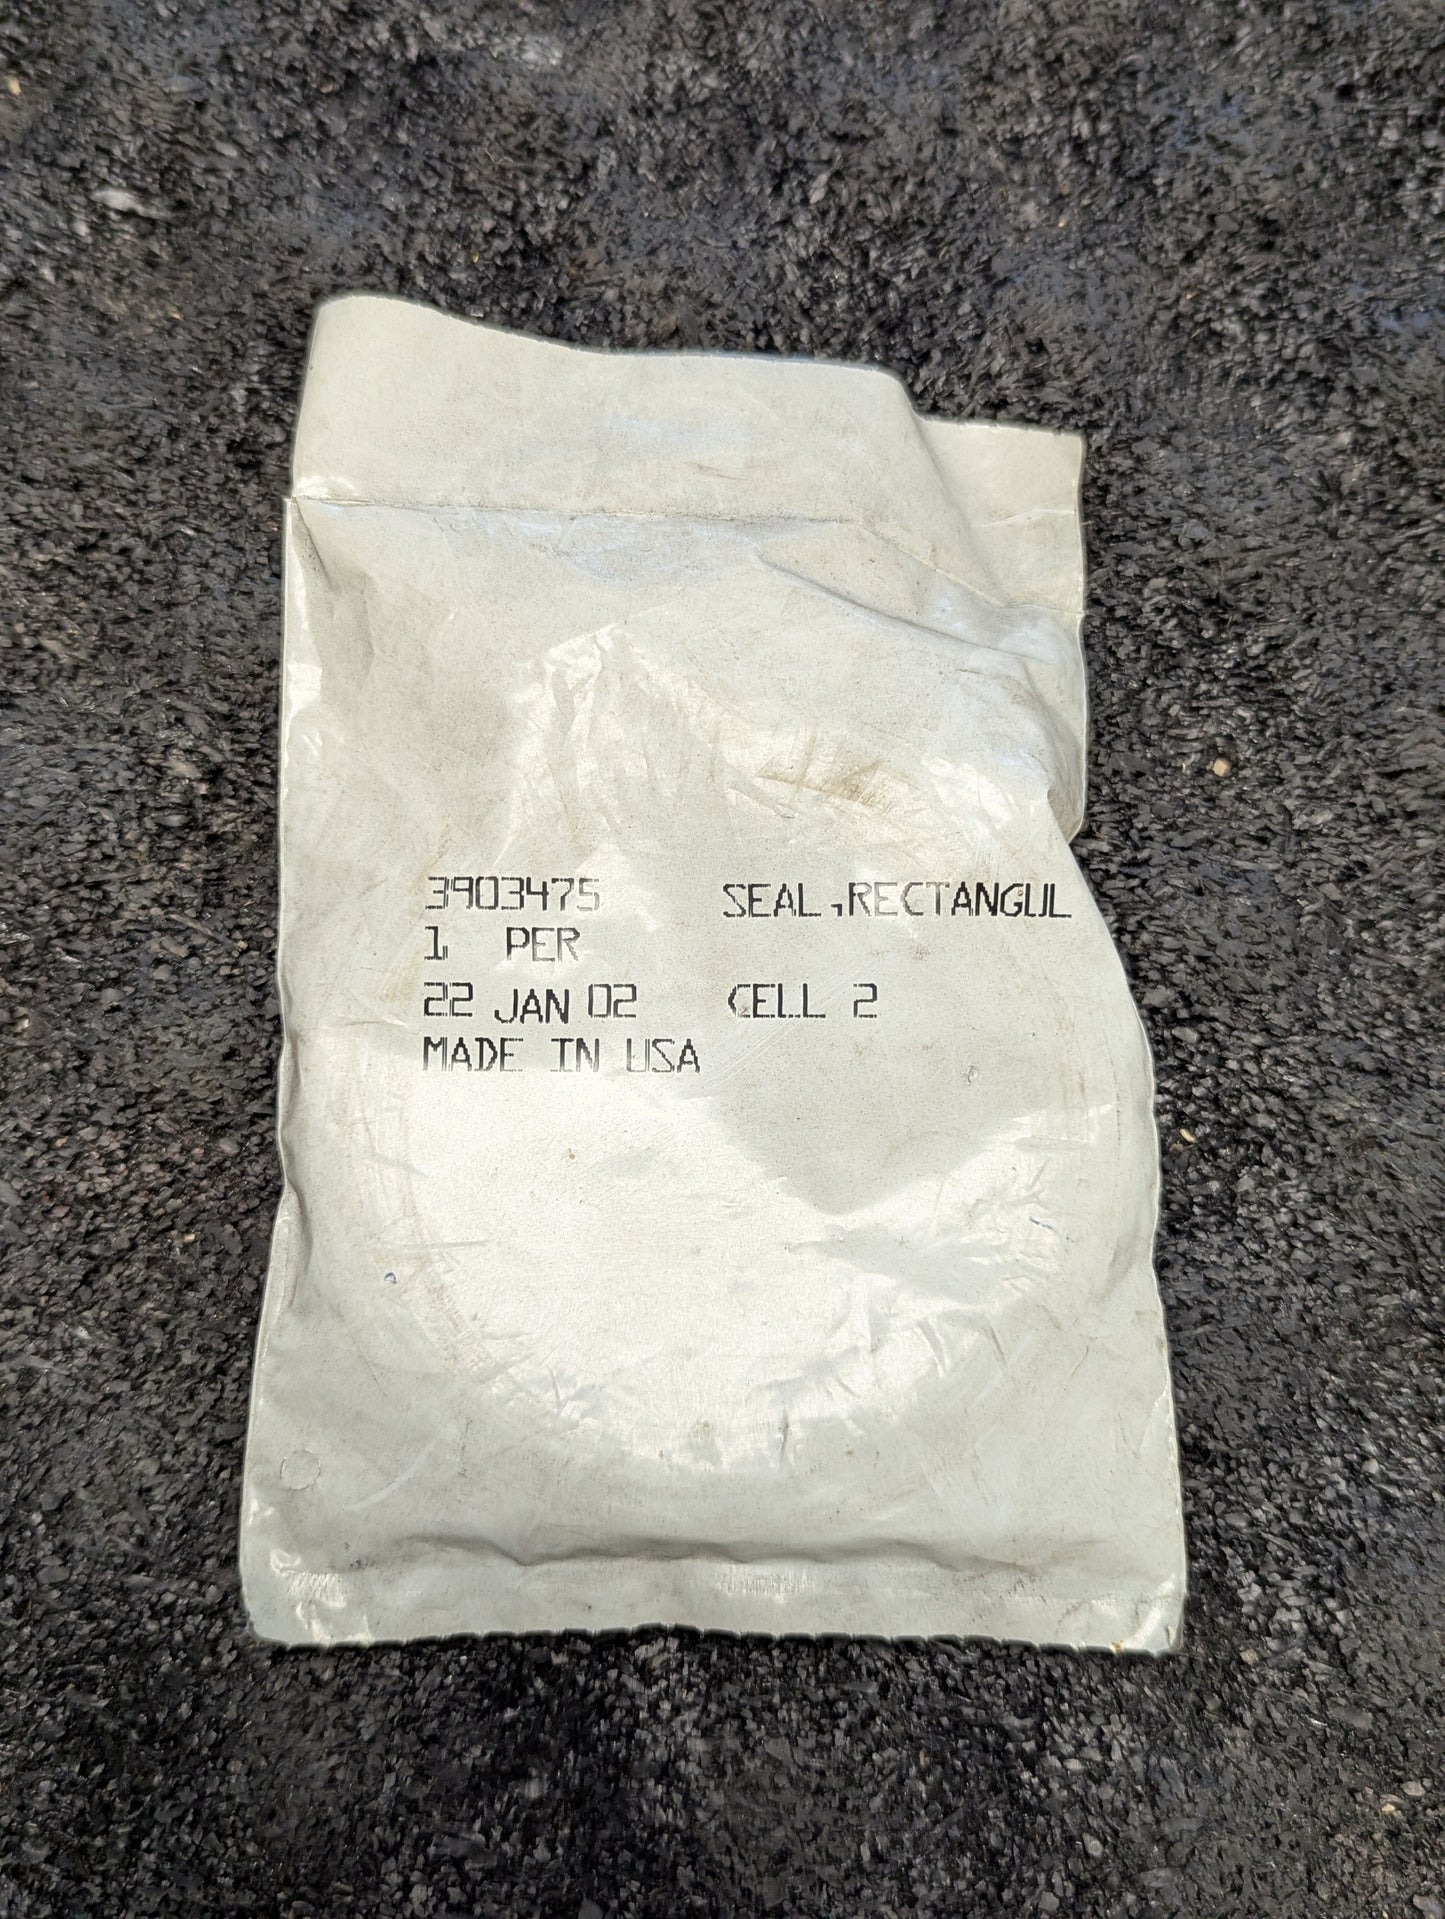 3903475 SEAL,RECTANGUL
1 PER
22 JAN 02 CELL 2
MADE IN USA